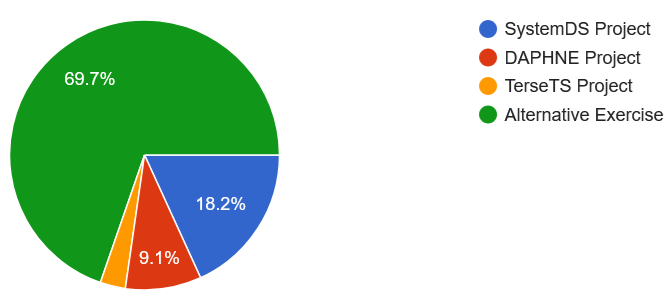 69.7%
18.2%
9.1%
SystemDS Project
DAPHNE Project
TerseTS Project
Alternative Exercise